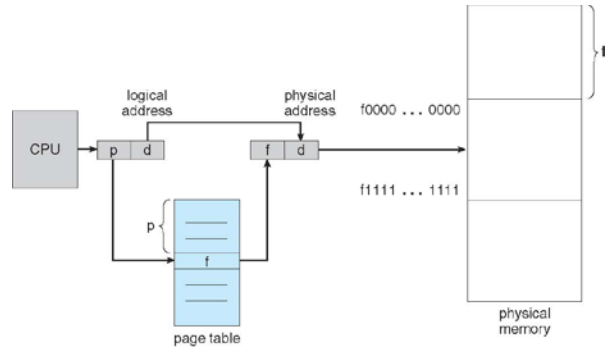 logical
address
physical
address
f0000 ... 0000
f
CPU
p d
f d
f1111 ... 1111
p
f
page table
physical
memory